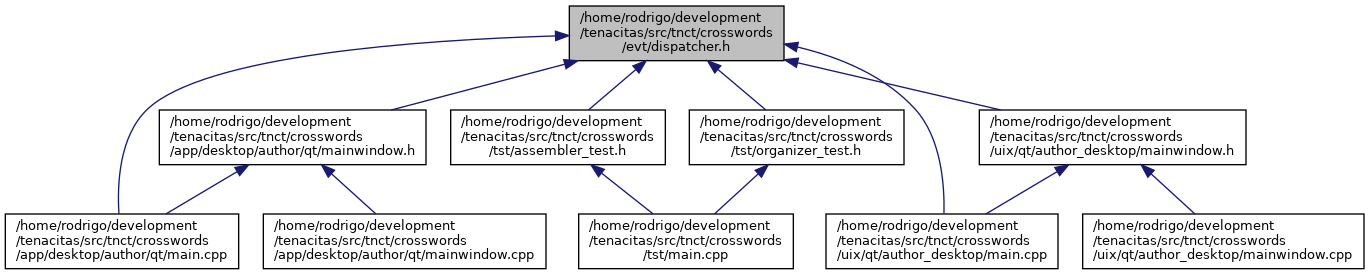 /home/rodrigo/development
/tenacitas/src/tnct/crosswords
/evt/dispatcher.h
/home/rodrigo/development
/tenacitas/src/tnct/crosswords
/app/desktop/author/qt/mainwindow.h
/home/rodrigo/development
/tenacitas/src/tnct/crosswords
/tst/assembler_test.h
/home/rodrigo/development
/tenacitas/src/tnct/crosswords
/tst/organizer_test.h
/home/rodrigo/development
/tenacitas/src/tnct/crosswords
/uix/qt/author_desktop/mainwindow.h
/home/rodrigo/development
/tenacitas/src/tnct/crosswords
/app/desktop/author/qt/main.cpp
/home/rodrigo/development
/tenacitas/src/tnct/crosswords
/app/desktop/author/qt/mainwindow.cpp
/home/rodrigo/development
/tenacitas/src/tnct/crosswords
/tst/main.cpp
/home/rodrigo/development
/tenacitas/src/tnct/crosswords
/uix/qt/author_desktop/main.cpp
/home/rodrigo/development
/tenacitas/src/tnct/crosswords
/uix/qt/author_desktop/mainwindow.cpp